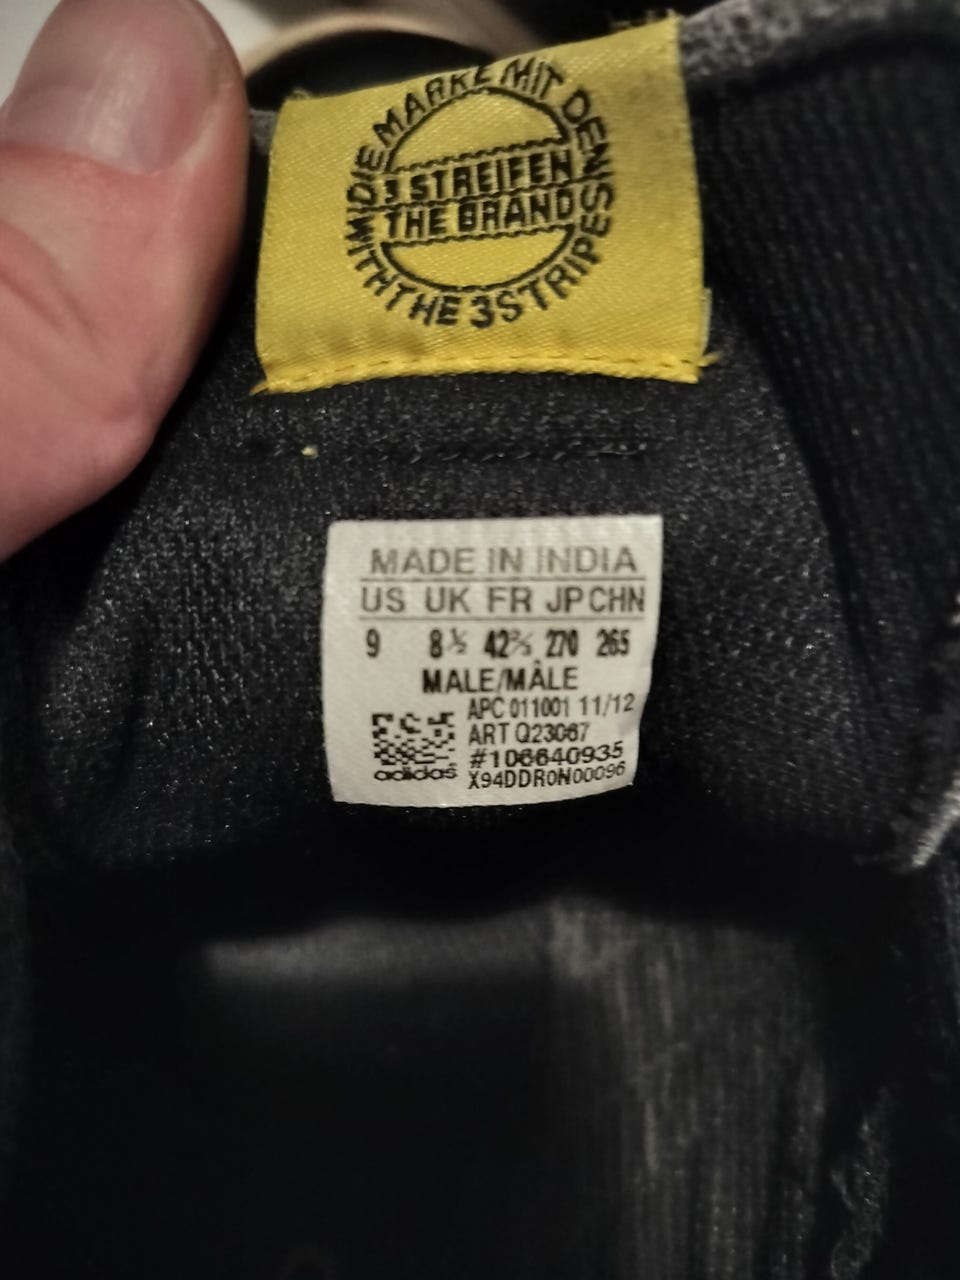 DIE MARKE MIT DEN
3 STREIFEN
THE BRAND
WITH THE 3 STRIPES
MADE IN INDIA
US UK FR JP CHN
9 8½ 42⅔ 270 265
MALE/MÂLE
APC 011001 11/12
ART Q23067
#106640935
adidas X94DDR0N00096